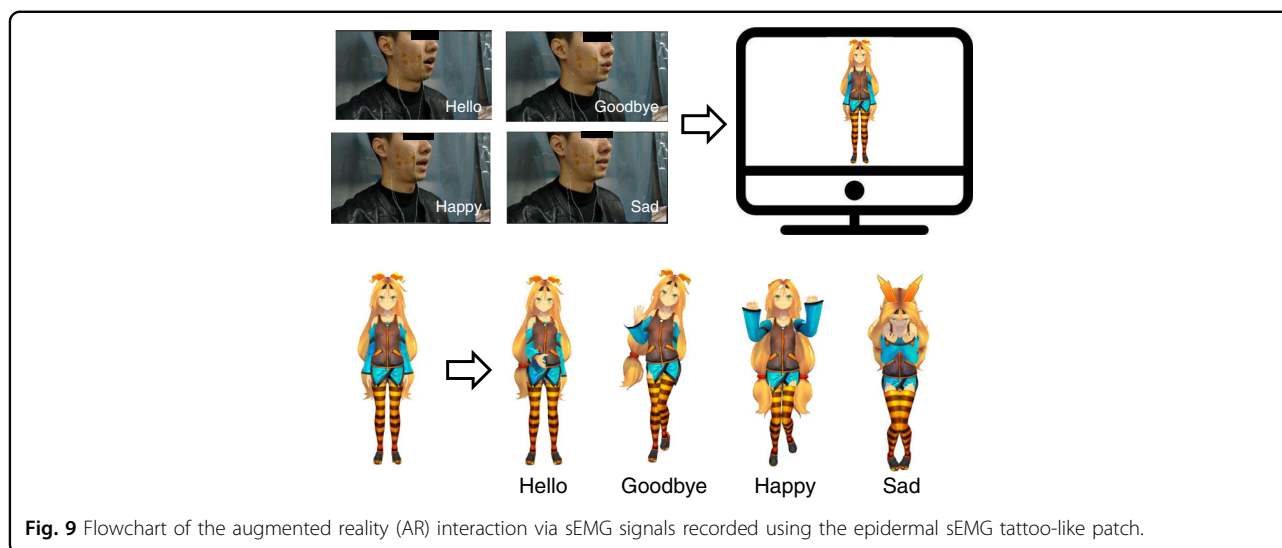 Hello
Goodbye
Happy
Sad
Hello Goodbye Happy Sad
Fig. 9 Flowchart of the augmented reality (AR) interaction via sEMG signals recorded using the epidermal sEMG tattoo-like patch.